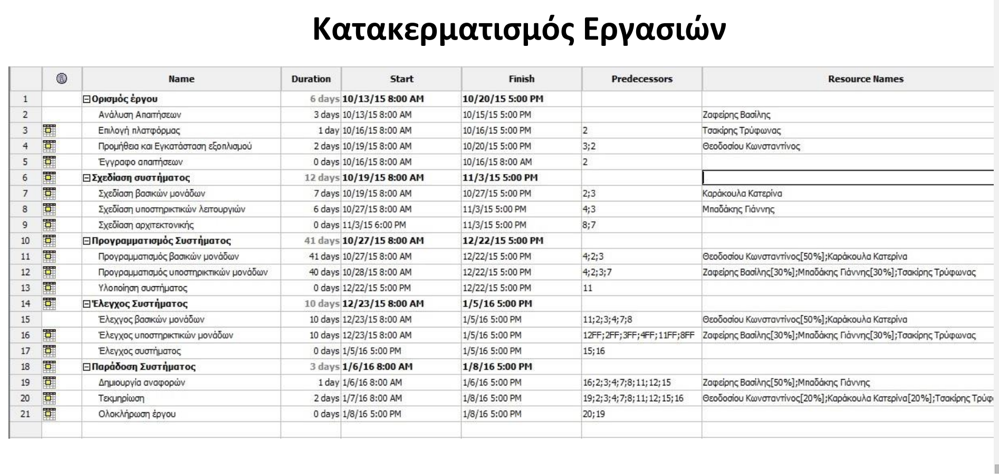 Κατακερματισμός Εργασιών
Name Duration Start Finish Predecessors Resource Names
1 Ορισμός έργου 6 days 10/13/15 8:00 AM 10/20/15 5:00 PM
2 Ανάλυση Απαιτήσεων 3 days 10/13/15 8:00 AM 10/15/15 5:00 PM Ζαφείρης Βασίλης
3 Επιλογή πλατφόρμας 1 day 10/16/15 8:00 AM 10/16/15 5:00 PM 2 Τσακίρης Τρύφωνας
4 Προμήθεια και Εγκατάσταση εξοπλισμού 2 days 10/19/15 8:00 AM 10/20/15 5:00 PM 3;2 Θεοδοσίου Κωνσταντίνος
5 Έγγραφο απαιτήσεων 0 days 10/16/15 8:00 AM 10/16/15 8:00 AM 2
6 Σχεδίαση συστήματος 12 days 10/19/15 8:00 AM 11/3/15 5:00 PM
7 Σχεδίαση βασικών μονάδων 7 days 10/19/15 8:00 AM 10/27/15 5:00 PM 2;3 Καράκουλα Κατερίνα
8 Σχεδίαση υποστηρικτικών λειτουργιών 6 days 10/27/15 8:00 AM 11/3/15 5:00 PM 4;3 Μπαδάκης Γιάννης
9 Σχεδίαση αρχιτεκτονικής 0 days 11/3/15 6:00 PM 11/3/15 5:00 PM 8;7
10 Προγραμματισμός Συστήματος 41 days 10/27/15 8:00 AM 12/22/15 5:00 PM
11 Προγραμματισμός βασικών μονάδων 41 days 10/27/15 8:00 AM 12/22/15 5:00 PM 4;2;3 Θεοδοσίου Κωνσταντίνος[50%];Καράκουλα Κατερίνα
12 Προγραμματισμός υποστηρικτικών μονάδων 40 days 10/28/15 8:00 AM 12/22/15 5:00 PM 4;2;3;7 Ζαφείρης Βασίλης[30%];Μπαδάκης Γιάννης[30%];Τσακίρης Τρύφωνας
13 Υλοποίηση συστήματος 0 days 12/22/15 5:00 PM 12/22/15 5:00 PM 11
14 Έλεγχος Συστήματος 10 days 12/23/15 8:00 AM 1/5/16 5:00 PM
15 Έλεχγος βασικών μονάδων 10 days 12/23/15 8:00 AM 1/5/16 5:00 PM 11;2;3;4;7;8 Θεοδοσίου Κωνσταντίνος[50%];Καράκουλα Κατερίνα
16 Έλεγχος υποστηρικτικών μονάδων 10 days 12/23/15 8:00 AM 1/5/16 5:00 PM 12FF;2FF;3FF;4FF;11FF;8FF Ζαφείρης Βασίλης[30%];Μπαδάκης Γιάννης[30%];Τσακίρης Τρύφωνας
17 Έλεγχος συστήματος 0 days 1/5/16 5:00 PM 1/5/16 5:00 PM 15;16
18 Παράδοση Συστήματος 3 days 1/6/16 8:00 AM 1/8/16 5:00 PM
19 Δημιουργία αναφορών 1 day 1/6/16 8:00 AM 1/6/16 5:00 PM 16;2;3;4;7;8;11;12;15 Ζαφείρης Βασίλης[50%];Μπαδάκης Γιάννης
20 Τεκμηρίωση 2 days 1/7/16 8:00 AM 1/8/16 5:00 PM 19;2;3;4;7;8;11;12;15;16 Θεοδοσίου Κωνσταντίνος[20%];Καράκουλα Κατερίνα[20%];Τσακίρης Τρύφ
21 Ολοκλήρωση έργου 0 days 1/8/16 5:00 PM 1/8/16 5:00 PM 20;19